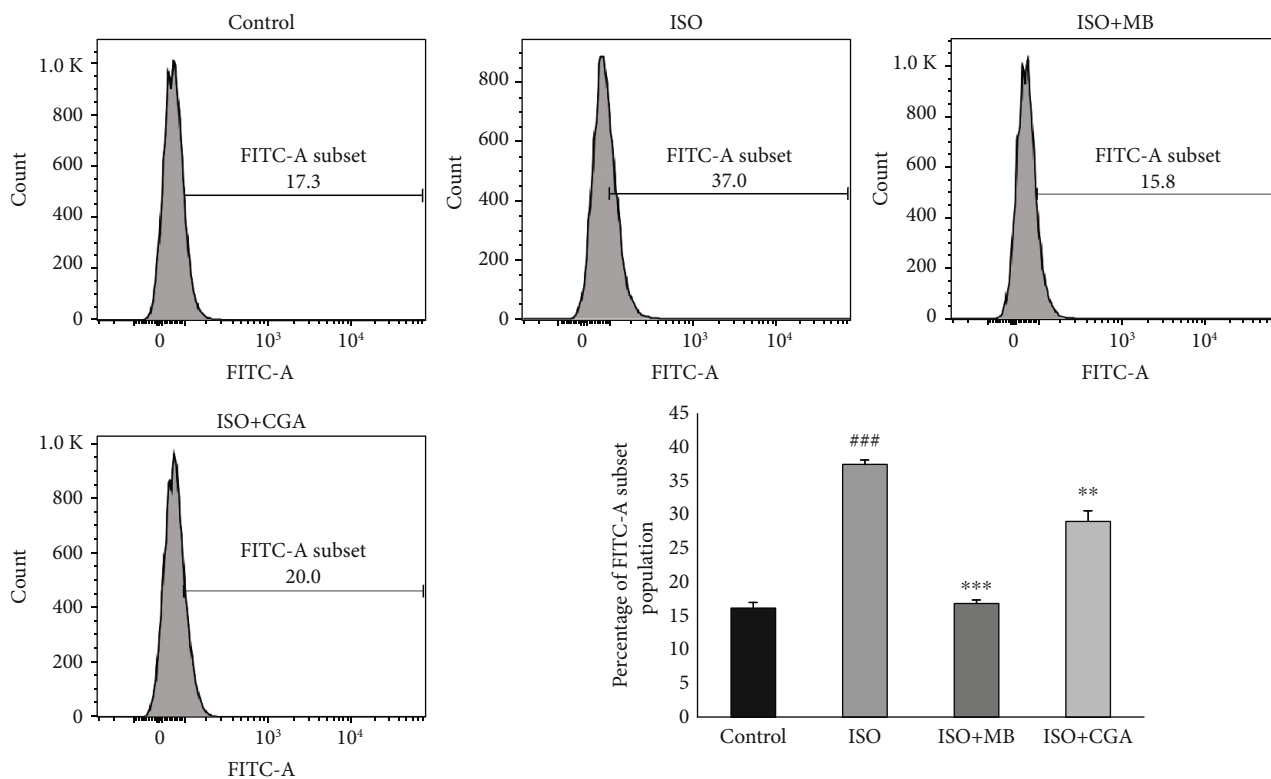 Control
1.0 K
800
600
400
200
0
Count
FITC-A subset
17.3
0 10³ 10⁴
FITC-A
ISO
800
600
400
200
0
Count
FITC-A subset
37.0
0 10³ 10⁴
FITC-A
ISO+MB
1.0 K
800
600
400
200
0
Count
FITC-A subset
15.8
0 10³ 10⁴
FITC-A
ISO+CGA
1.0 K
800
600
400
200
0
Count
FITC-A subset
20.0
0 10³ 10⁴
FITC-A
Percentage of FITC-A subset
population
45
40
35
30
25
20
15
10
5
0
###
***
**
Control ISO ISO+MB ISO+CGA